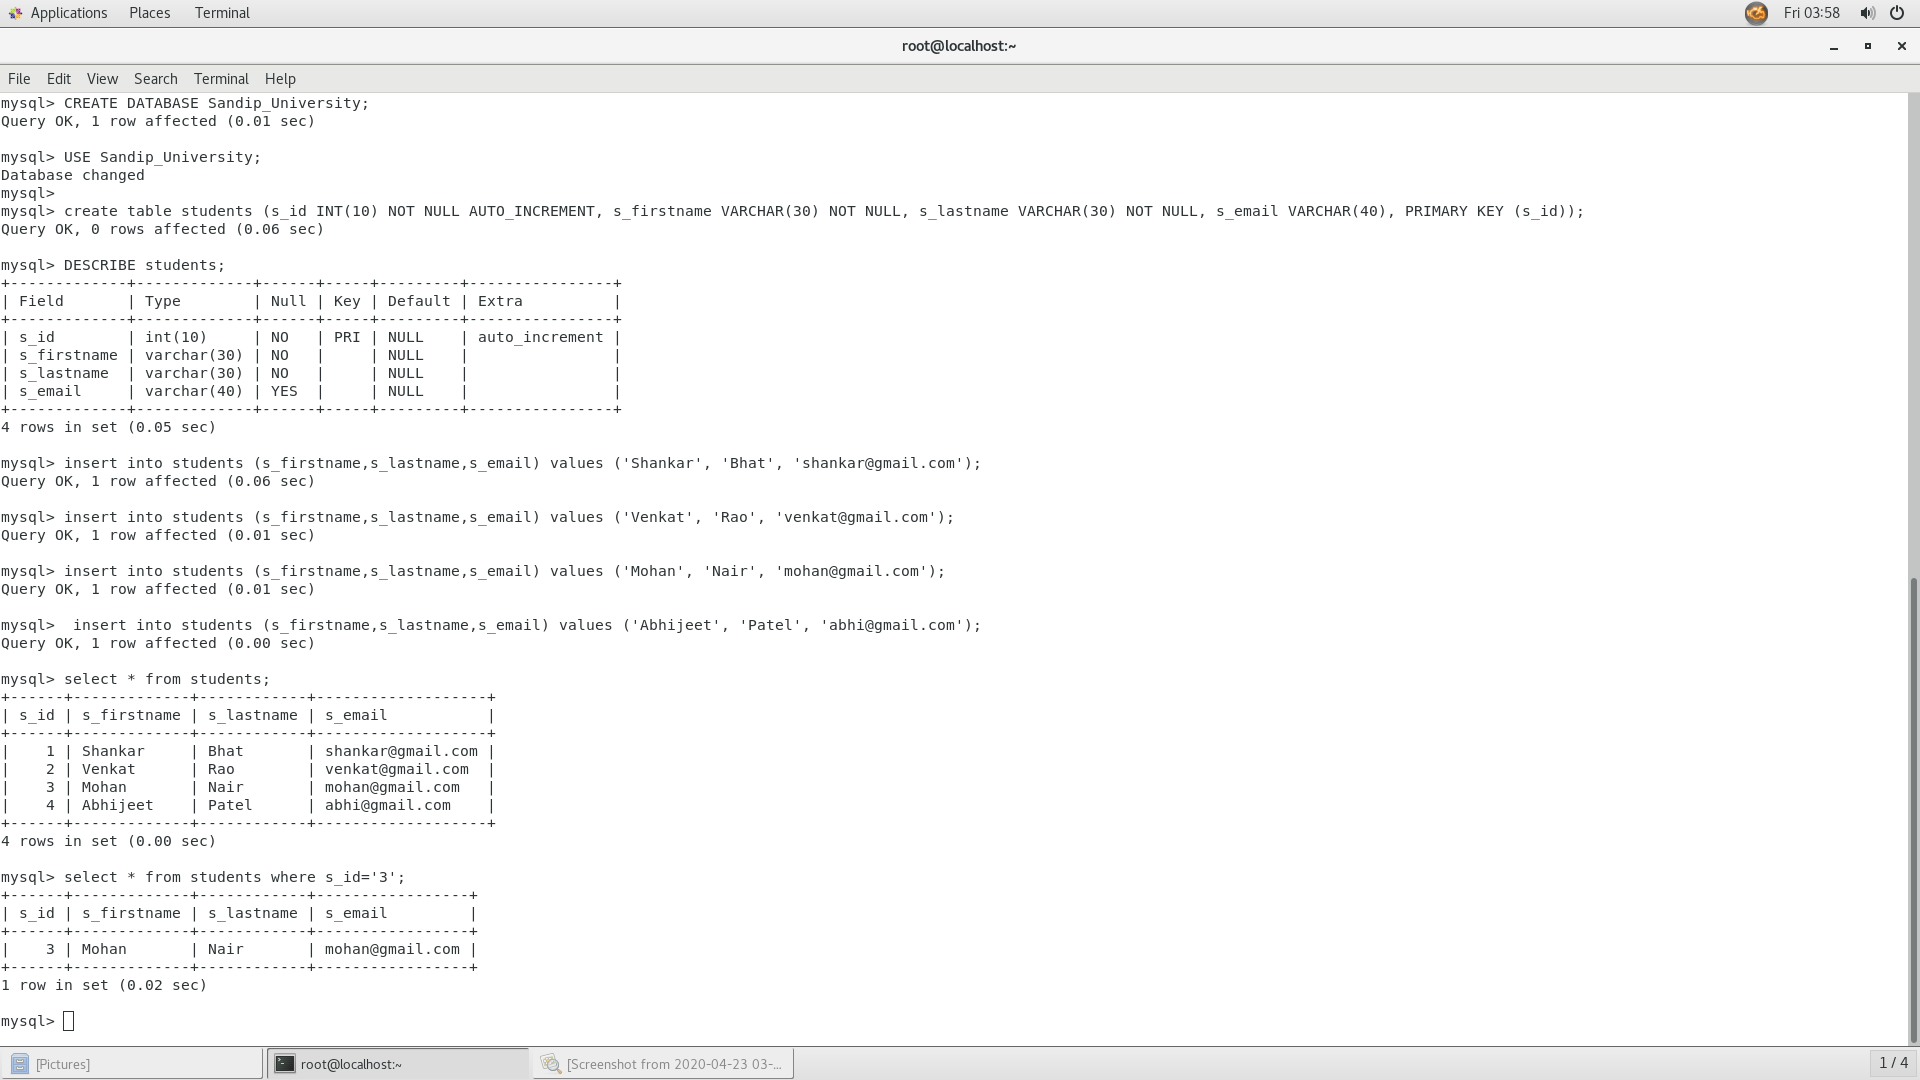 Applications Places Terminal Fri 03:58
root@localhost:~
File Edit View Search Terminal Help
mysql> CREATE DATABASE Sandip_University;
Query OK, 1 row affected (0.01 sec)

mysql> USE Sandip_University;
Database changed
mysql>
mysql> create table students (s_id INT(10) NOT NULL AUTO_INCREMENT, s_firstname VARCHAR(30) NOT NULL, s_lastname VARCHAR(30) NOT NULL, s_email VARCHAR(40), PRIMARY KEY (s_id));
Query OK, 0 rows affected (0.06 sec)

mysql> DESCRIBE students;
+-------------+-------------+------+-----+---------+----------------+
| Field       | Type        | Null | Key | Default | Extra          |
+-------------+-------------+------+-----+---------+----------------+
| s_id        | int(10)     | NO   | PRI | NULL    | auto_increment |
| s_firstname | varchar(30) | NO   |     | NULL    |                |
| s_lastname  | varchar(30) | NO   |     | NULL    |                |
| s_email     | varchar(40) | YES  |     | NULL    |                |
+-------------+-------------+------+-----+---------+----------------+
4 rows in set (0.05 sec)

mysql> insert into students (s_firstname,s_lastname,s_email) values ('Shankar', 'Bhat', 'shankar@gmail.com');
Query OK, 1 row affected (0.06 sec)

mysql> insert into students (s_firstname,s_lastname,s_email) values ('Venkat', 'Rao', 'venkat@gmail.com');
Query OK, 1 row affected (0.01 sec)

mysql> insert into students (s_firstname,s_lastname,s_email) values ('Mohan', 'Nair', 'mohan@gmail.com');
Query OK, 1 row affected (0.01 sec)

mysql>  insert into students (s_firstname,s_lastname,s_email) values ('Abhijeet', 'Patel', 'abhi@gmail.com');
Query OK, 1 row affected (0.00 sec)

mysql> select * from students;
+------+-------------+------------+-------------------+
| s_id | s_firstname | s_lastname | s_email           |
+------+-------------+------------+-------------------+
|    1 | Shankar     | Bhat       | shankar@gmail.com |
|    2 | Venkat      | Rao        | venkat@gmail.com  |
|    3 | Mohan       | Nair       | mohan@gmail.com   |
|    4 | Abhijeet    | Patel      | abhi@gmail.com    |
+------+-------------+------------+-------------------+
4 rows in set (0.00 sec)

mysql> select * from students where s_id='3';
+------+-------------+------------+-----------------+
| s_id | s_firstname | s_lastname | s_email         |
+------+-------------+------------+-----------------+
|    3 | Mohan       | Nair       | mohan@gmail.com |
+------+-------------+------------+-----------------+
1 row in set (0.02 sec)

mysql>
[Pictures] root@localhost:~ [Screenshot from 2020-04-23 03-... 1 / 4